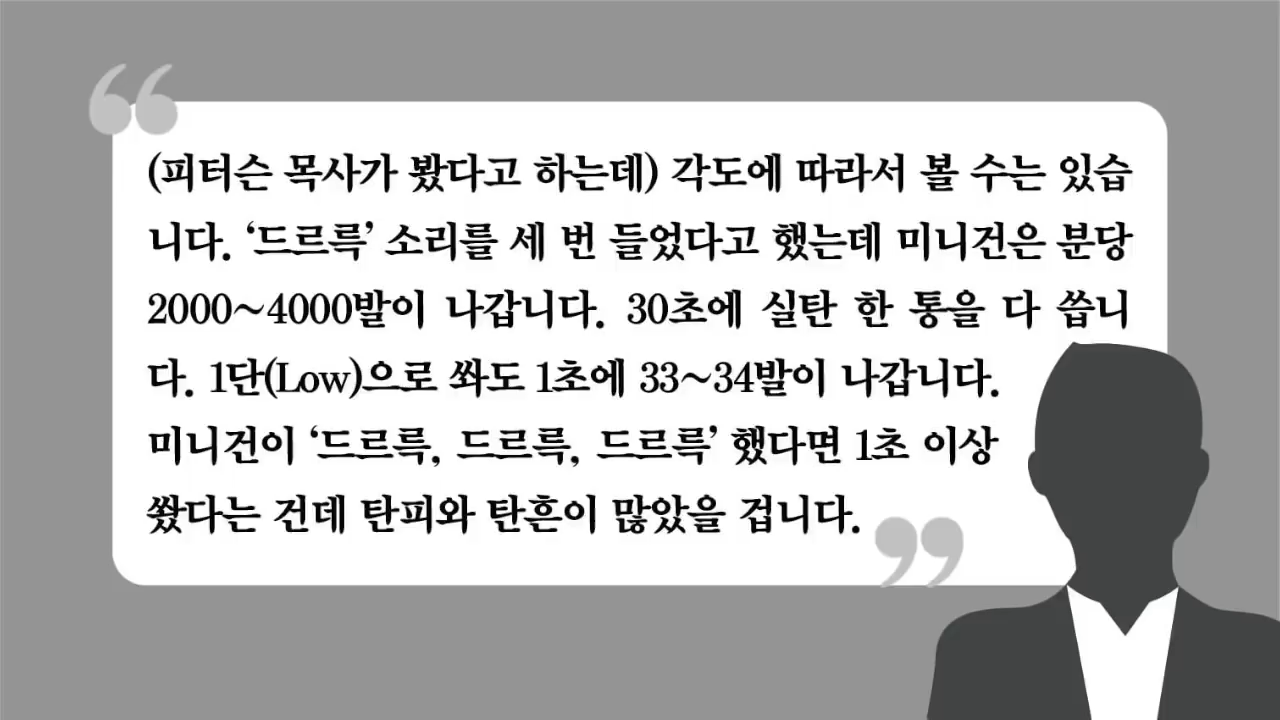 (피터슨 목사가 봤다고 하는데) 각도에 따라서 볼 수는 있습
니다. ‘드르륵’ 소리를 세 번 들었다고 했는데 미니건은 분당
2000~4000발이 나갑니다. 30초에 실탄 한 통을 다 씁니
다. 1단(Low)으로 쏴도 1초에 33~34발이 나갑니다.
미니건이 ‘드르륵, 드르륵, 드르륵’ 했다면 1초 이상
쐈다는 건데 탄피와 탄흔이 많았을 겁니다.